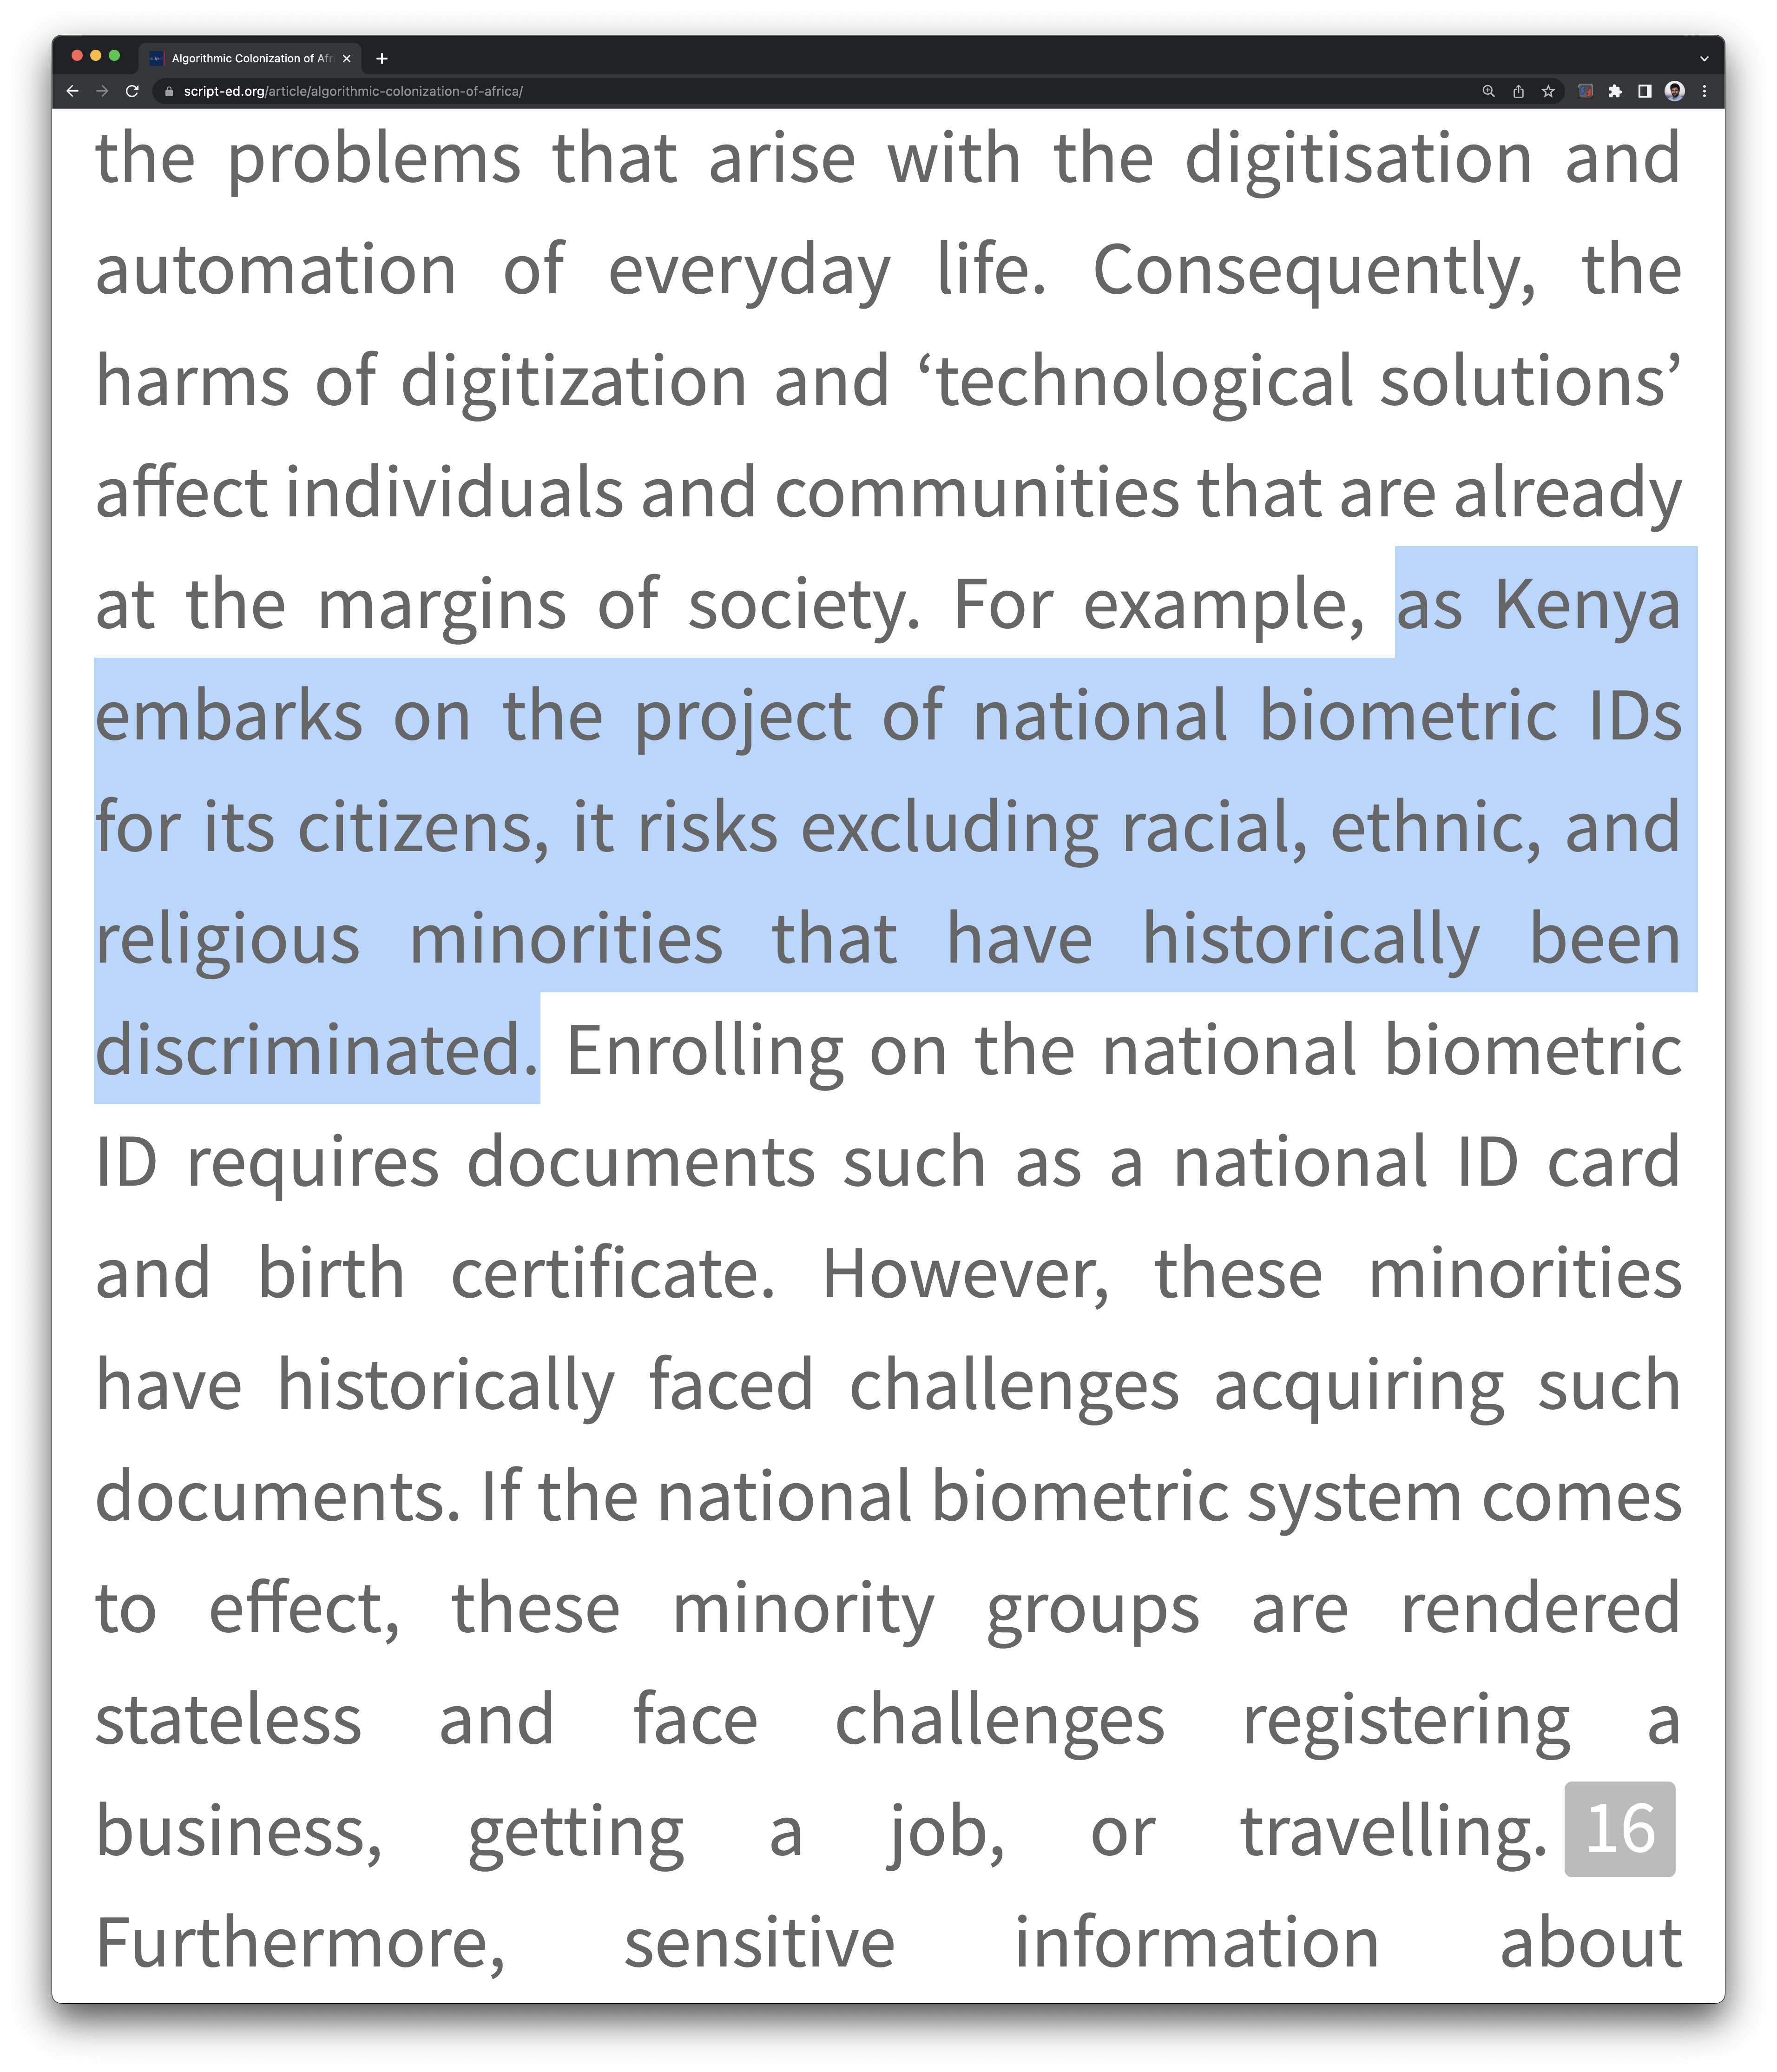 Algorithmic Colonization of Afr
script-ed.org/article/algorithmic-colonization-of-africa/
the problems that arise with the digitisation and
automation of everyday life. Consequently, the
harms of digitization and ‘technological solutions’
affect individuals and communities that are already
at the margins of society. For example, as Kenya
embarks on the project of national biometric IDs
for its citizens, it risks excluding racial, ethnic, and
religious minorities that have historically been
discriminated. Enrolling on the national biometric
ID requires documents such as a national ID card
and birth certificate. However, these minorities
have historically faced challenges acquiring such
documents. If the national biometric system comes
to effect, these minority groups are rendered
stateless and face challenges registering a
business, getting a job, or travelling. 16
Furthermore, sensitive information about